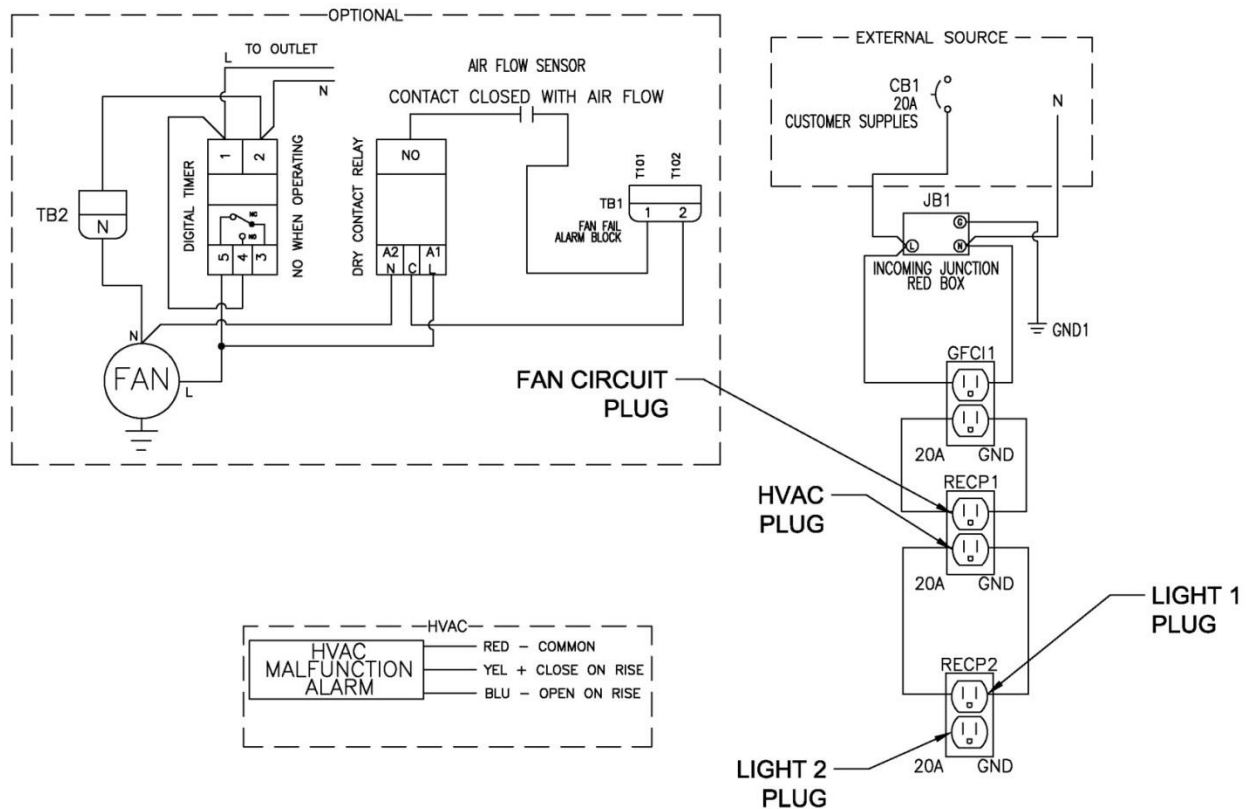 OPTIONAL
TO OUTLET
L
N
AIR FLOW SENSOR
CONTACT CLOSED WITH AIR FLOW
1
2
DIGITAL TIMER
NO WHEN OPERATING
5
4
3
TB2
N
NO
DRY CONTACT RELAY
A2
N
C
A1
L
T101
T102
TB1
1
2
FAN FAIL
ALARM BLOCK
N
FAN
L
EXTERNAL SOURCE
CB1
20A
CUSTOMER SUPPLIES
N
JB1
G
L
N
INCOMING JUNCTION
RED BOX
GND1
GFCI1
20A
GND
FAN CIRCUIT
PLUG
RECP1
HVAC
PLUG
20A
GND
LIGHT 1
PLUG
RECP2
LIGHT 2
PLUG
20A
GND
HVAC
HVAC
MALFUNCTION
ALARM
RED - COMMON
YEL + CLOSE ON RISE
BLU - OPEN ON RISE